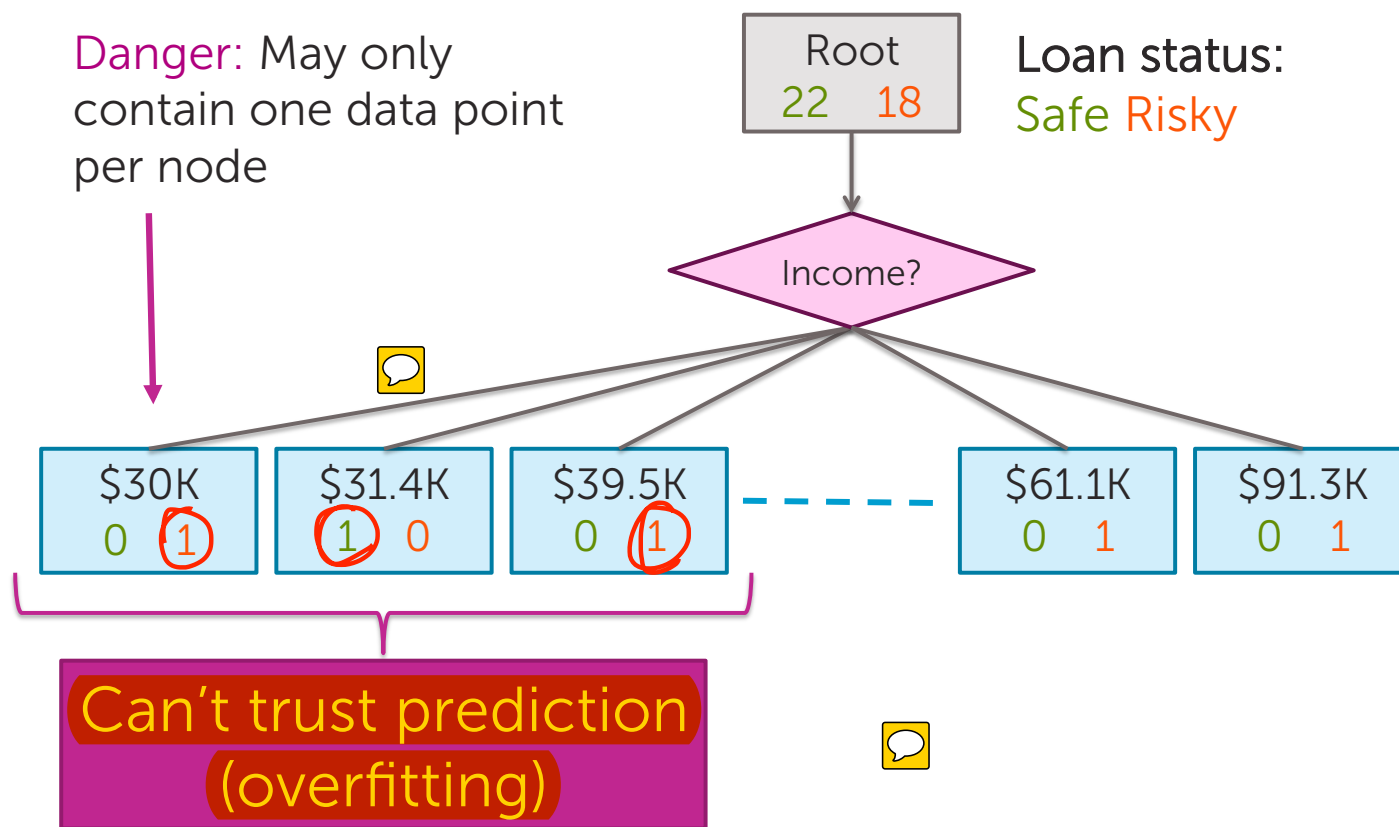 Danger: May only
contain one data point
per node
Root
22 18
Loan status:
Safe Risky
Income?
$30K
0 1
$31.4K
1 0
$39.5K
0 1
$61.1K
0 1
$91.3K
0 1
Can't trust prediction
(overfitting)